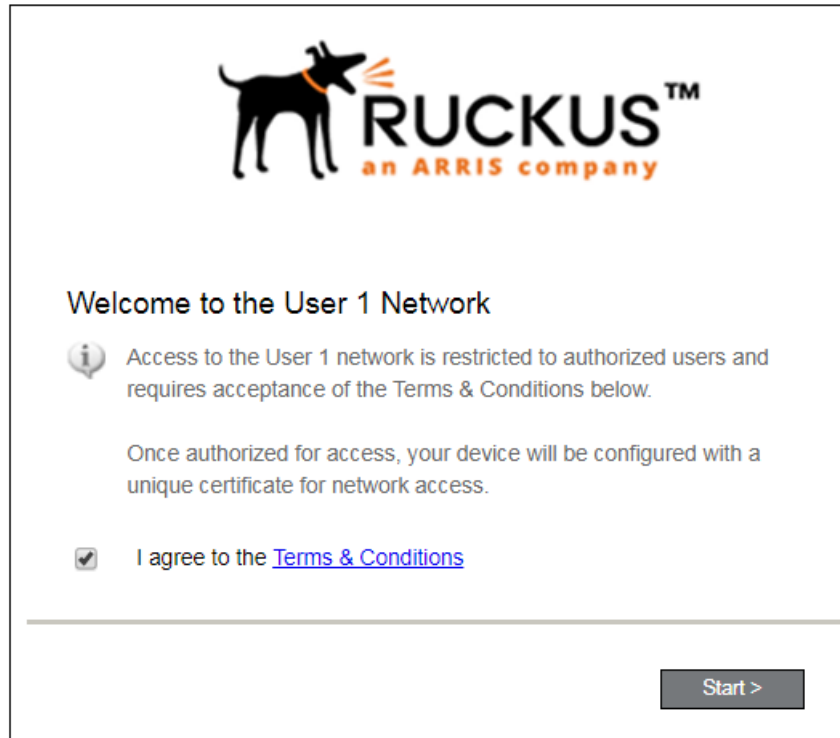 RUCKUS™
an ARRIS company
Welcome to the User 1 Network
Access to the User 1 network is restricted to authorized users and
requires acceptance of the Terms & Conditions below.
Once authorized for access, your device will be configured with a
unique certificate for network access.
I agree to the Terms & Conditions
Start >